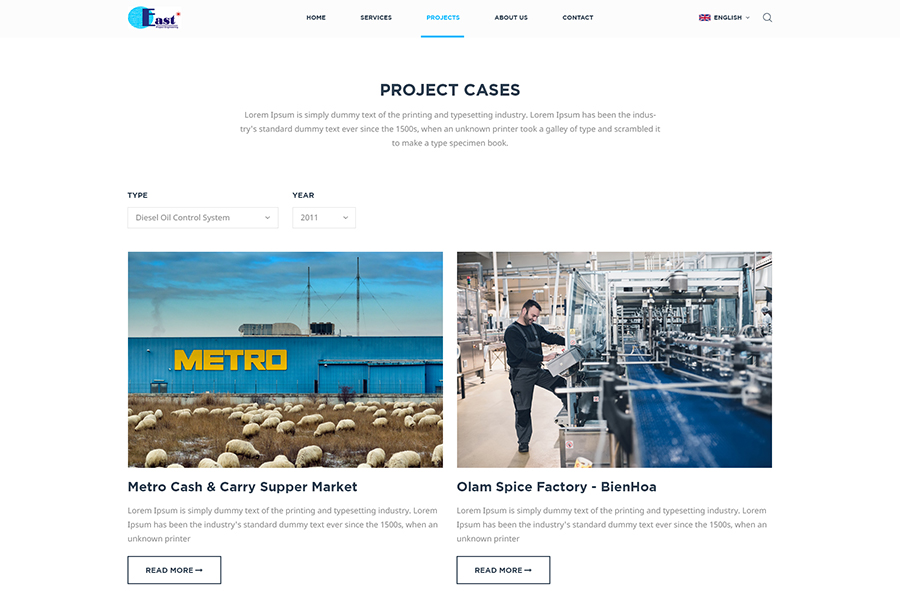 East
HOME SERVICES PROJECTS ABOUT US CONTACT ENGLISH
PROJECT CASES
Lorem Ipsum is simply dummy text of the printing and typesetting industry. Lorem Ipsum has been the indus-
try's standard dummy text ever since the 1500s, when an unknown printer took a galley of type and scrambled it
to make a type specimen book.
TYPE YEAR
Diesel Oil Control System 2011
METRO
Metro Cash & Carry Supper Market
Lorem Ipsum is simply dummy text of the printing and typesetting industry. Lorem
Ipsum has been the industry's standard dummy text ever since the 1500s, when an
unknown printer
READ MORE
Olam Spice Factory - BienHoa
Lorem Ipsum is simply dummy text of the printing and typesetting industry. Lorem
Ipsum has been the industry's standard dummy text ever since the 1500s, when an
unknown printer
READ MORE